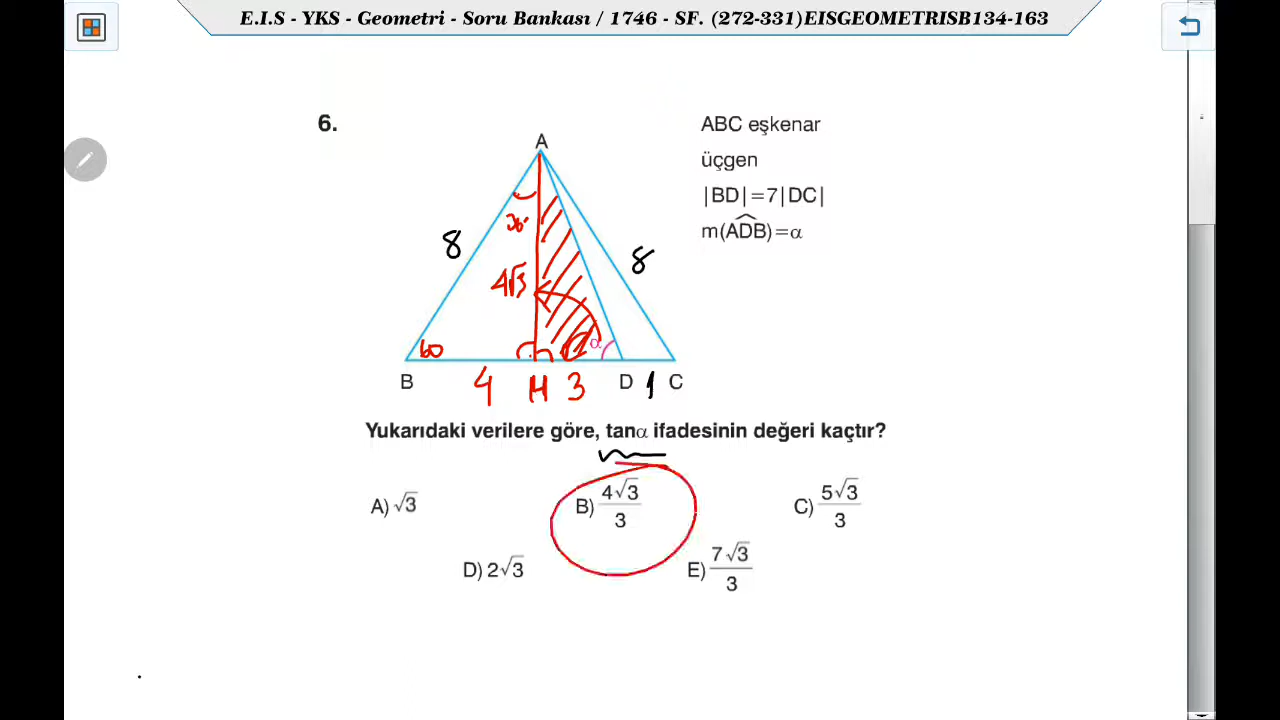 E.I.S - YKS - Geometri - Soru Bankası / 1746 - SF. (272-331)EISGEOMETRISB134-163
6.
A
ABC eşkenar
üçgen
|BD|=7|DC|
m(ADB)=α
8
8
4√3
60
α
B
4
H
3
D
1
C
Yukarıdaki verilere göre, tanα ifadesinin değeri kaçtır?
A) √3
B) 4√3/3
C) 5√3/3
D) 2√3
E) 7√3/3